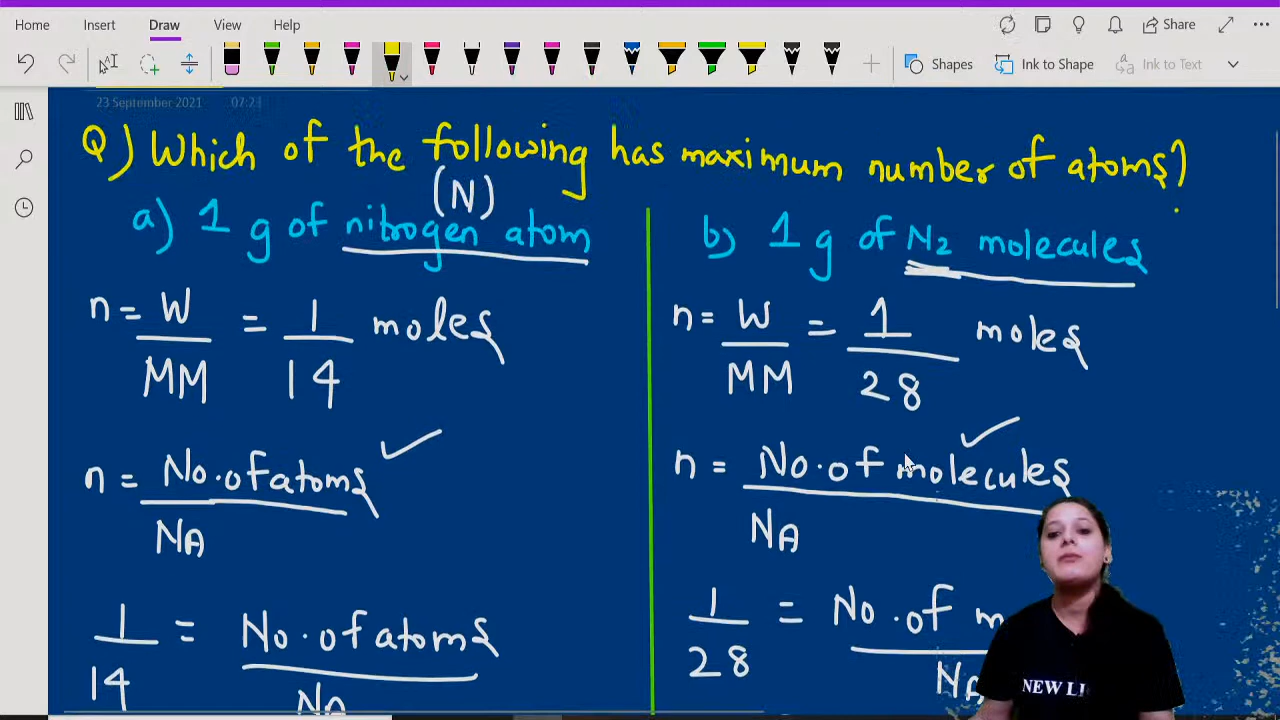 Home Insert Draw View Help Share
Shapes Ink to Shape Ink to Text
23 September 2021 07:23
Q) Which of the following has maximum number of atoms?
(N)
a) 1 g of nitrogen atom
n = W / MM = 1 / 14 moles
n = No. of atoms / NA
1 / 14 = No. of atoms / NA
b) 1 g of N2 molecules
n = W / MM = 1 / 28 moles
n = No. of molecules / NA
1 / 28 = No. of m
NEW LI